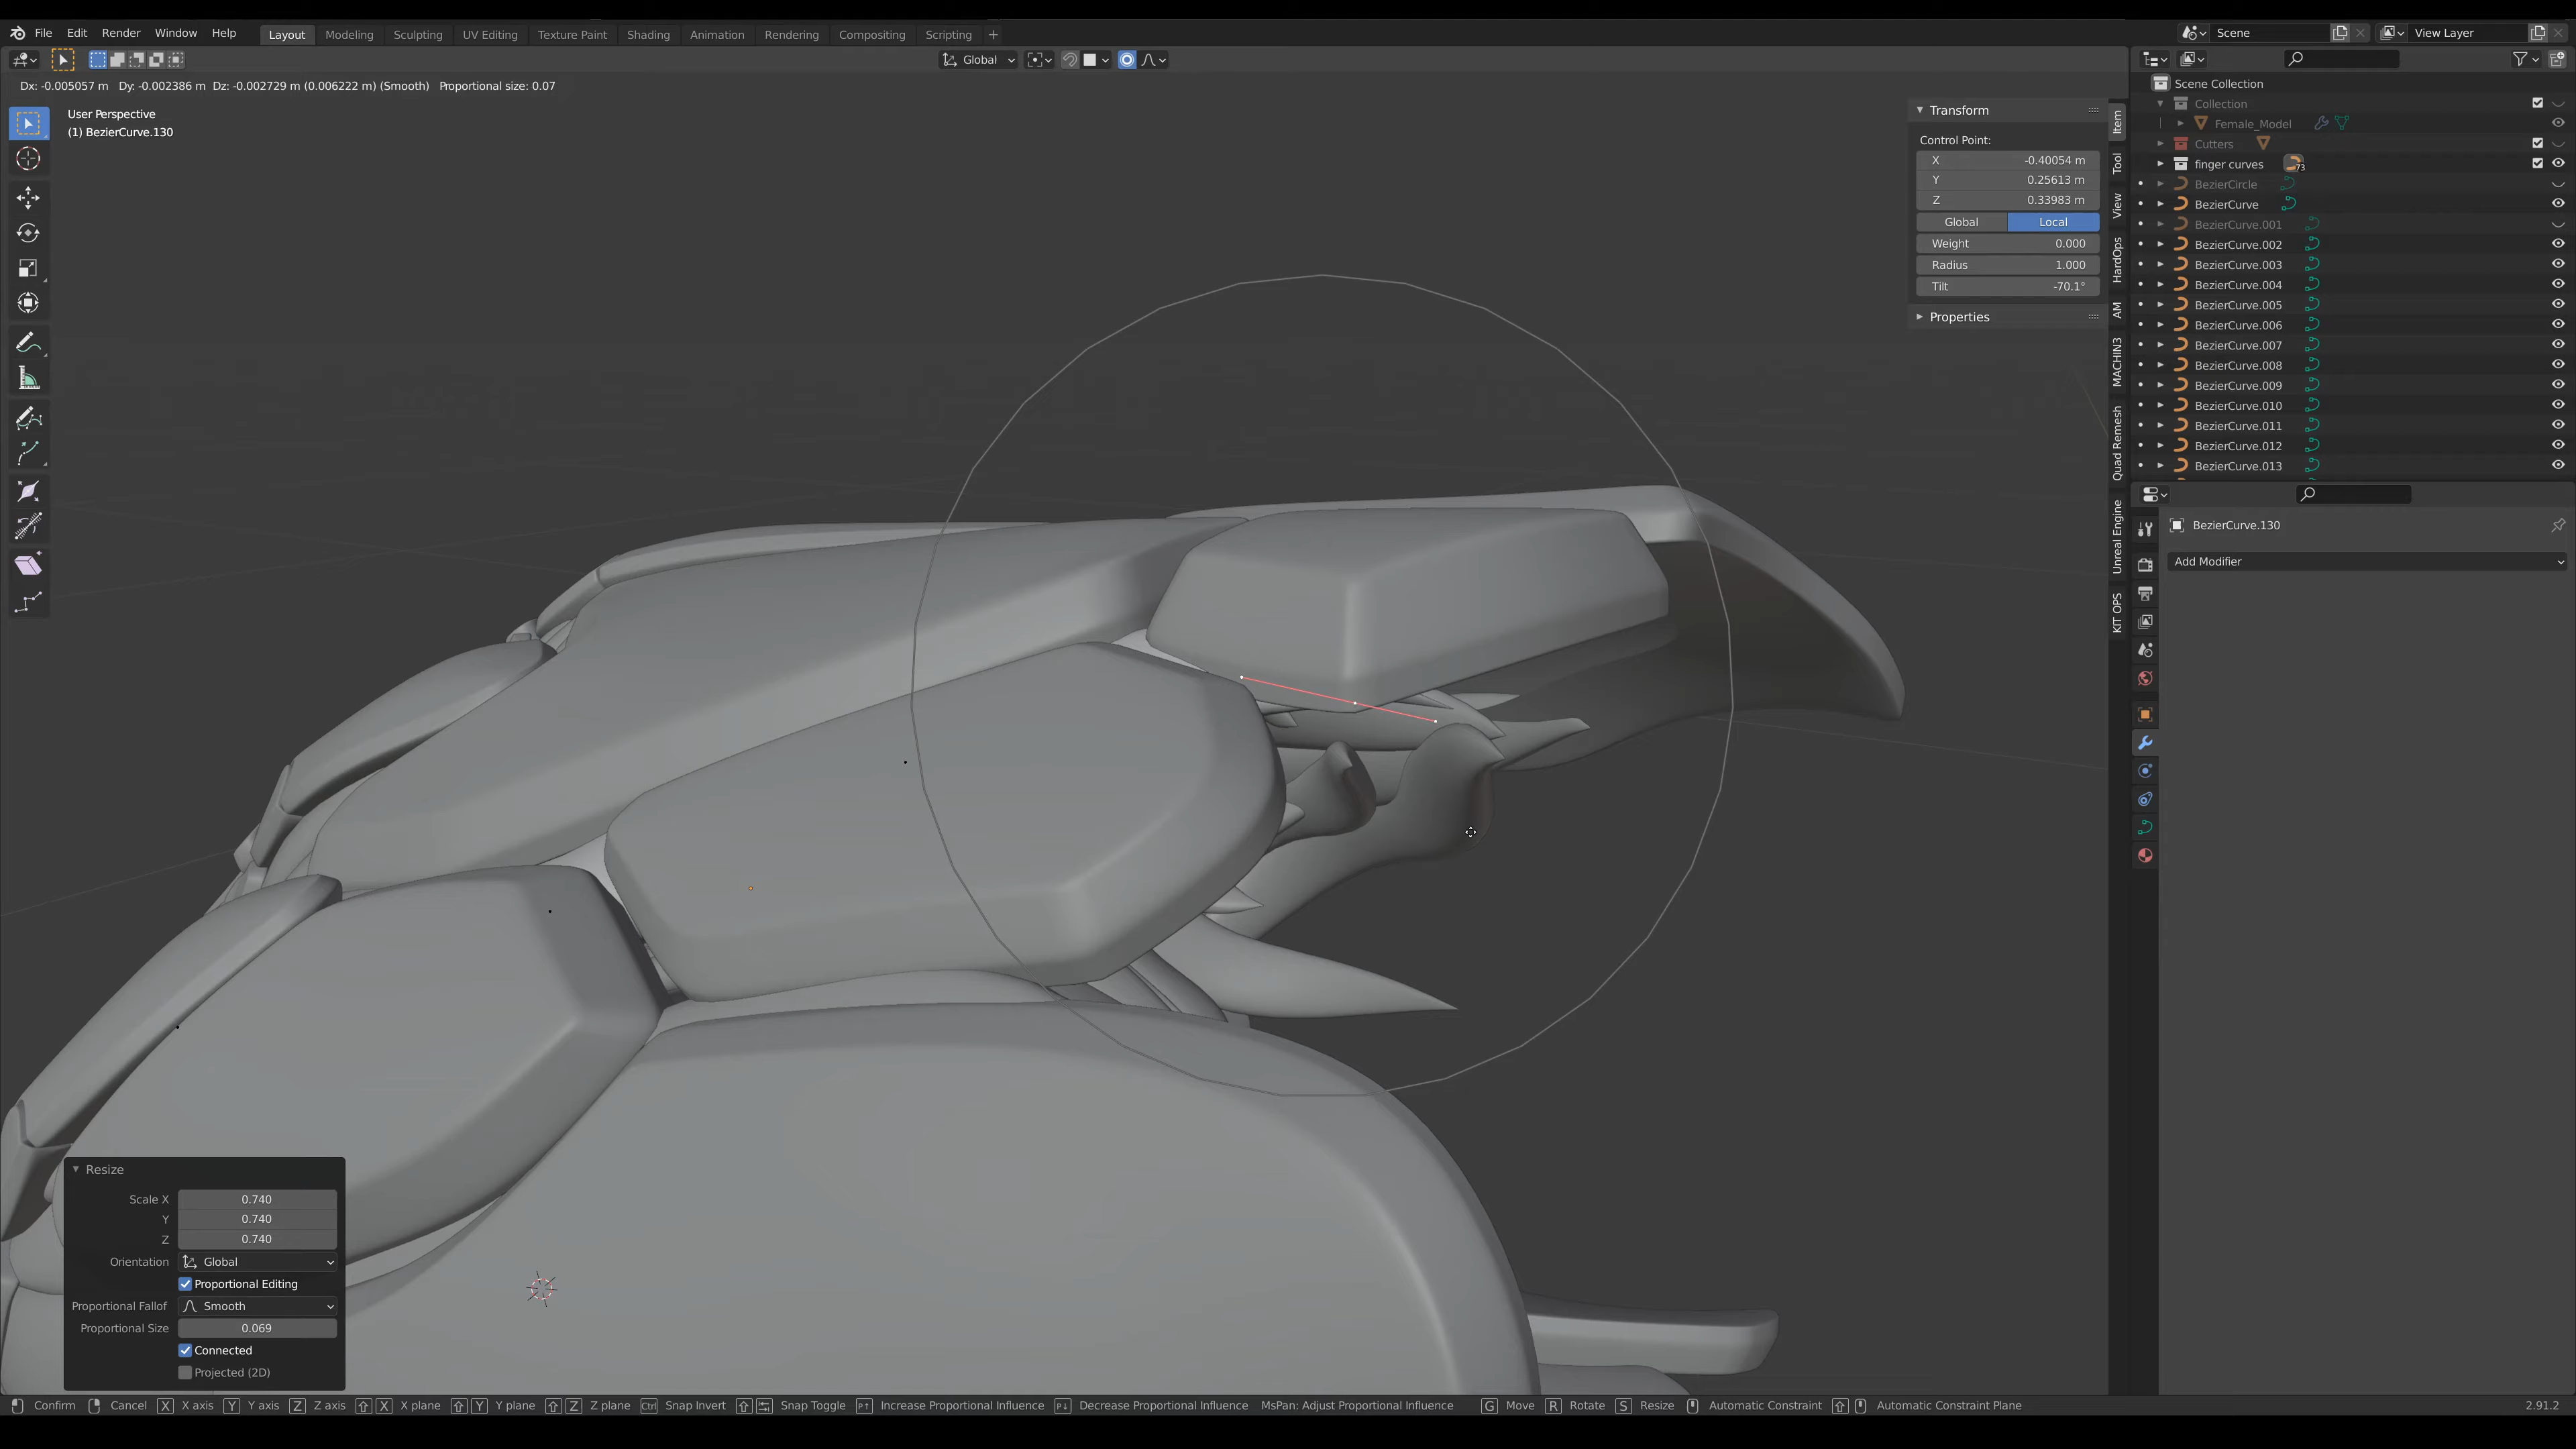 File Edit Render Window Help Layout Modeling Sculpting UV Editing Texture Paint Shading Animation Rendering Compositing Scripting + Scene View Layer
Global
Dx: -0.005057 m Dy: -0.002386 m Dz: -0.002729 m (0.006222 m) (Smooth) Proportional size: 0.07
User Perspective
(1) BezierCurve.130
Transform
Control Point:
X -0.40054 m
Y 0.25613 m
Z 0.33983 m
Global Local
Weight 0.000
Radius 1.000
Tilt -70.1°
Properties
Item
Tool
View
HardOps
AM
MACHIN3
Quad Remesh
Unreal Engine
KIT OPS
Scene Collection
Collection
Female_Model
Cutters
finger curves 73
BezierCircle
BezierCurve
BezierCurve.001
BezierCurve.002
BezierCurve.003
BezierCurve.004
BezierCurve.005
BezierCurve.006
BezierCurve.007
BezierCurve.008
BezierCurve.009
BezierCurve.010
BezierCurve.011
BezierCurve.012
BezierCurve.013
BezierCurve.130
Add Modifier
Resize
Scale X 0.740
Y 0.740
Z 0.740
Orientation Global
Proportional Editing
Proportional Fallof Smooth
Proportional Size 0.069
Connected
Projected (2D)
Confirm Cancel X X axis Y Y axis Z Z axis X X plane Y Y plane Z Z plane Ctrl Snap Invert Snap Toggle P↑ Increase Proportional Influence P↓ Decrease Proportional Influence MsPan: Adjust Proportional Influence G Move R Rotate S Resize Automatic Constraint Automatic Constraint Plane 2.91.2